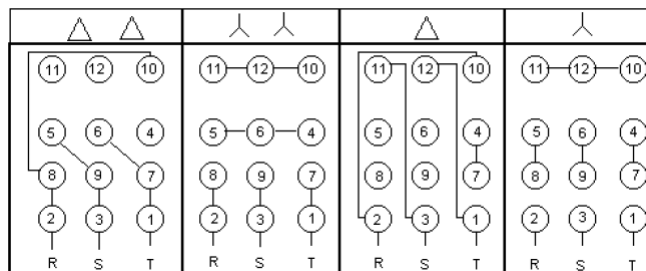 11 12 10 11 12 10 11 12 10 11 12 10
5 6 4 5 6 4 5 6 4 5 6 4
8 9 7 8 9 7 8 9 7 8 9 7
2 3 1 2 3 1 2 3 1 2 3 1
R S T R S T R S T R S T